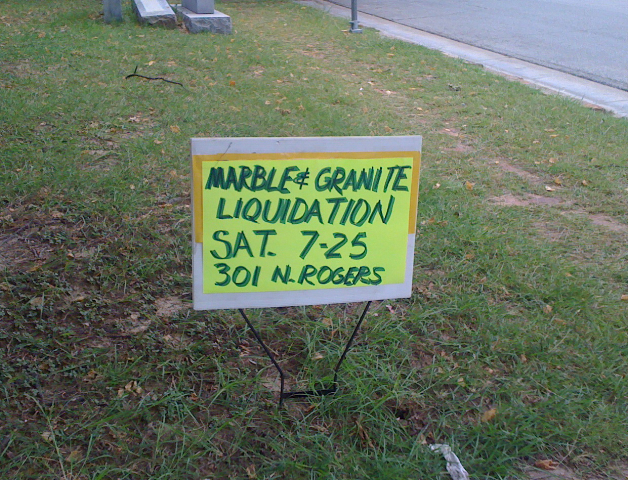 MARBLE & GRANITE
LIQUIDATION
SAT. 7-25
301 N. ROGERS